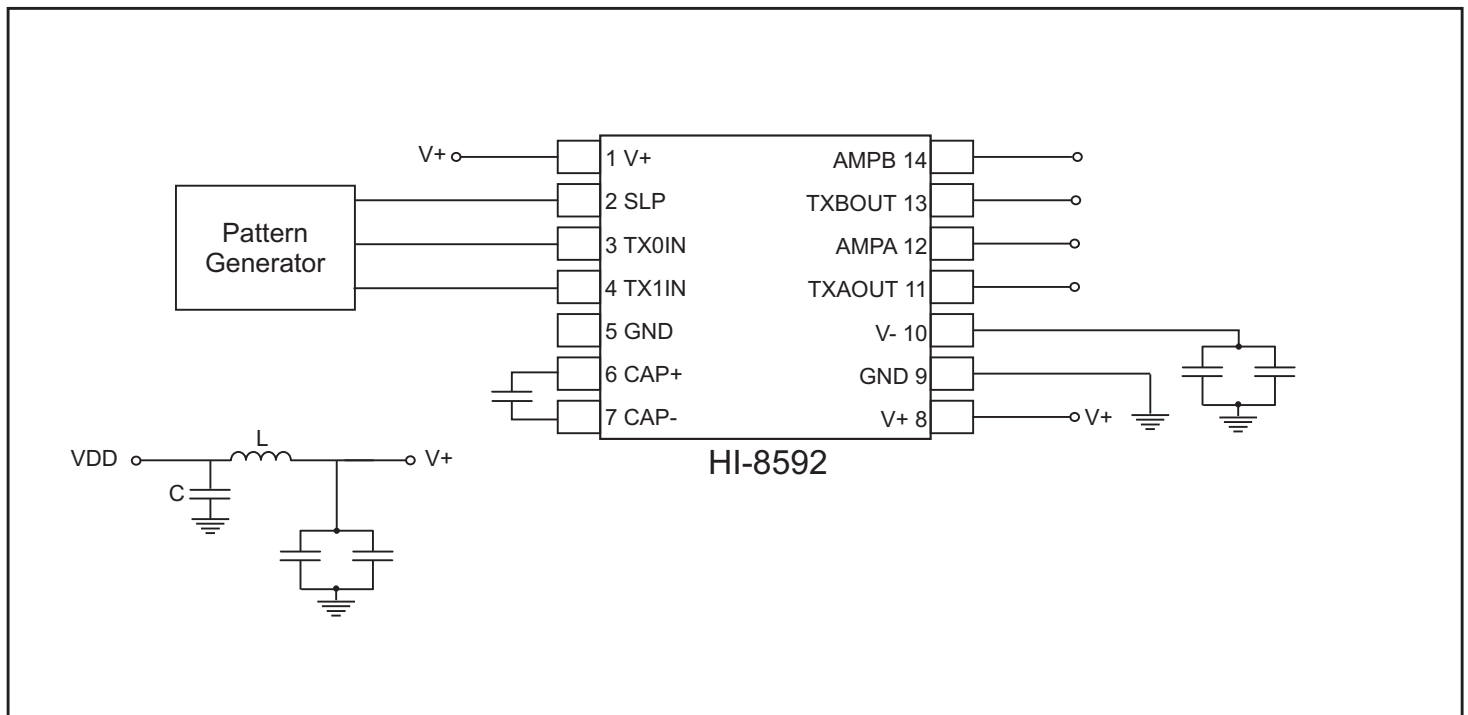 V+
1 V+
AMPB 14
2 SLP
TXBOUT 13
Pattern
Generator
3 TX0IN
AMPA 12
4 TX1IN
TXAOUT 11
5 GND
V- 10
6 CAP+
GND 9
7 CAP-
V+ 8
V+
HI-8592
VDD
L
V+
C